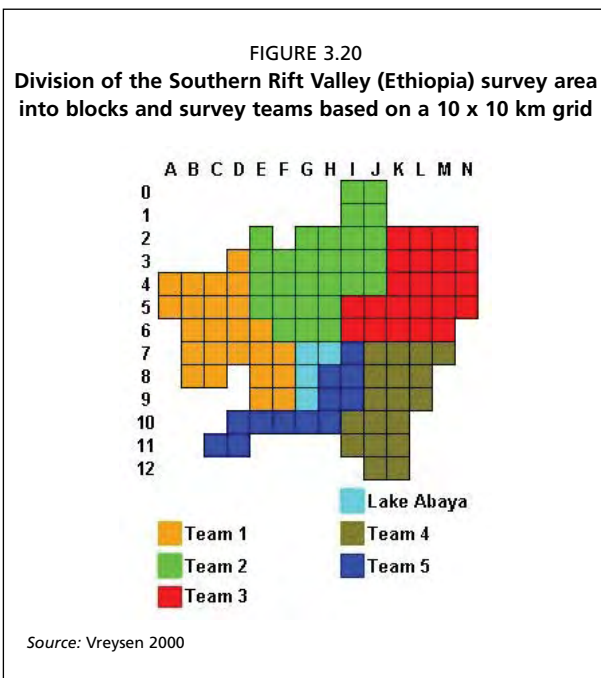 FIGURE 3.20
Division of the Southern Rift Valley (Ethiopia) survey area
into blocks and survey teams based on a 10 x 10 km grid
A B C D E F G H I J K L M N
0
1
2
3
4
5
6
7
8
9
10
11
12
Lake Abaya
Team 1
Team 4
Team 2
Team 5
Team 3
Source: Vreysen 2000